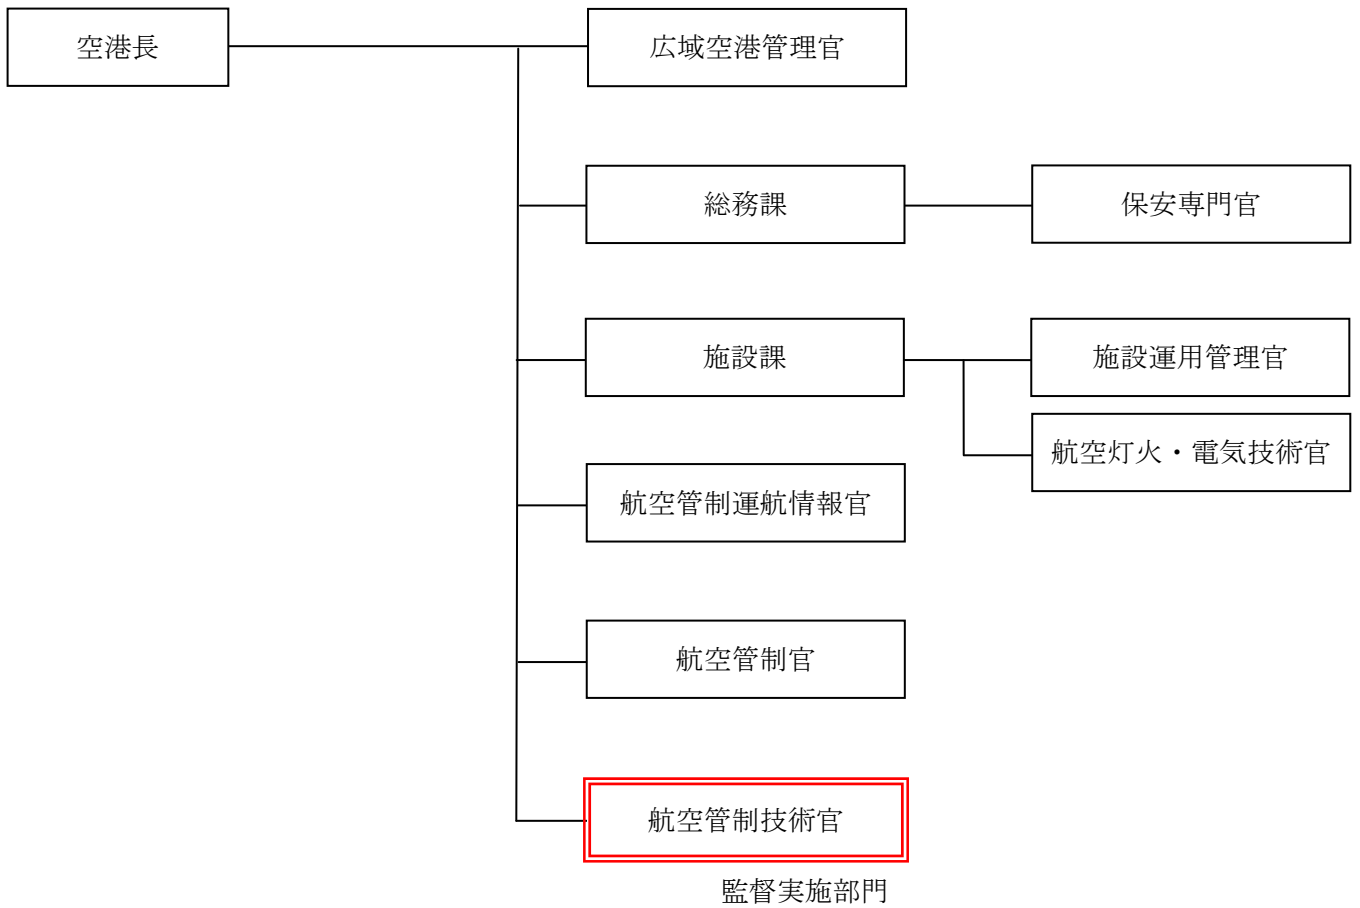 空港長
広域空港管理官
総務課
保安専門官
施設課
施設運用管理官
航空灯火・電気技術官
航空管制運航情報官
航空管制官
航空管制技術官
監督実施部門